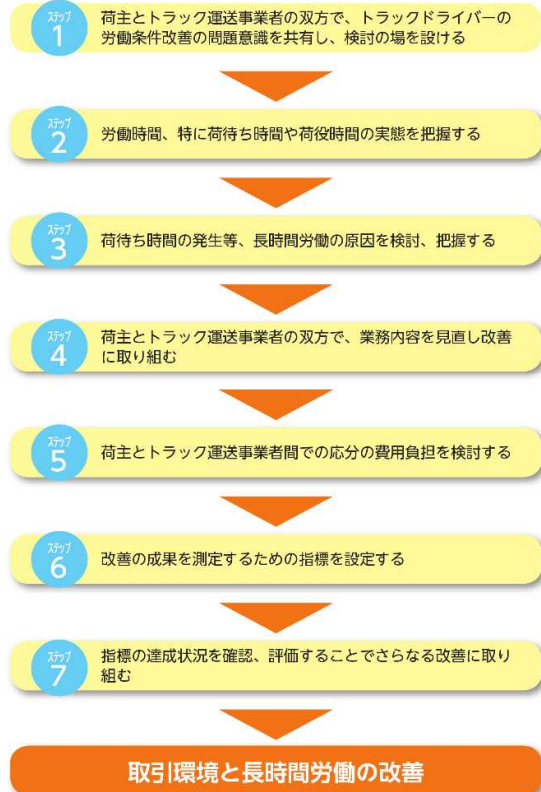 ステップ
1
荷主とトラック運送事業者の双方で、トラックドライバーの
労働条件改善の問題意識を共有し、検討の場を設ける
ステップ
2
労働時間、特に荷待ち時間や荷役時間の実態を把握する
ステップ
3
荷待ち時間の発生等、長時間労働の原因を検討、把握する
ステップ
4
荷主とトラック運送事業者の双方で、業務内容を見直し改善
に取り組む
ステップ
5
荷主とトラック運送事業者間での応分の費用負担を検討する
ステップ
6
改善の成果を測定するための指標を設定する
ステップ
7
指標の達成状況を確認、評価することでさらなる改善に取り
組む
取引環境と長時間労働の改善